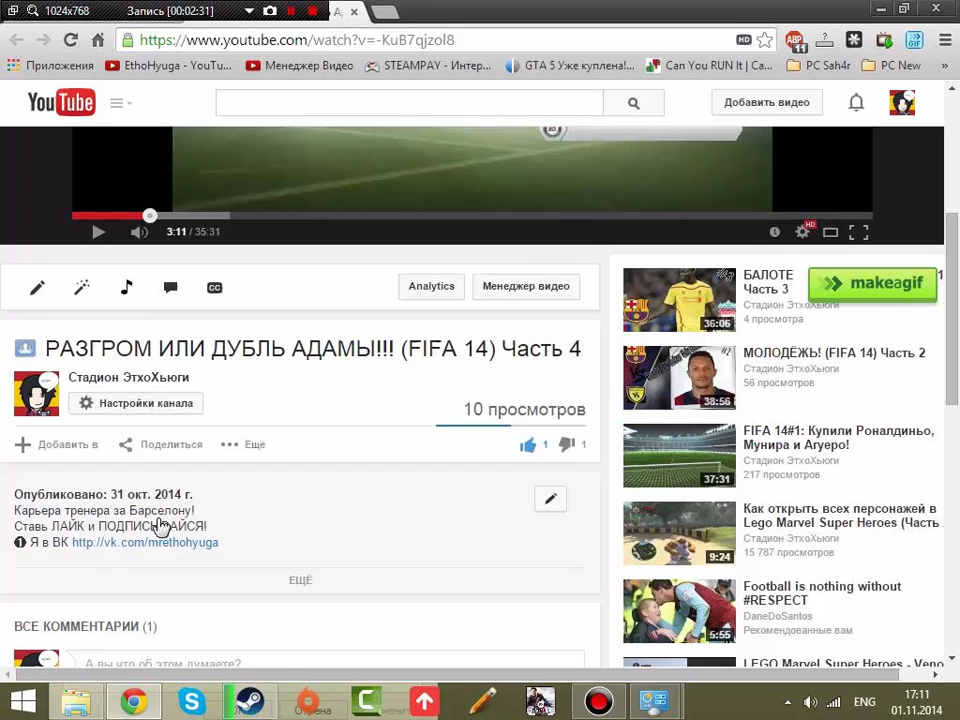 1024x768 Запись [00:02:31]
https://www.youtube.com/watch?v=-KuB7qjzol8
HD
ABP
11
GIF
Приложения
EthoHyuga - YouTu...
Менеджер Видео
STEAMPAY - Интер...
GTA 5 Уже куплена!...
Can You RUN It | Ca...
PC Sah4r
PC New
»
YouTube
Добавить видео
3:11 / 35:31
HD
CC
Analytics
Менеджер видео
РАЗГРОМ ИЛИ ДУБЛЬ АДАМЫ!!! (FIFA 14) Часть 4
Стадион ЭтхоХьюги
Настройки канала
10 просмотров
Добавить в
Поделиться
Ещё
1
1
Опубликовано: 31 окт. 2014 г.
Карьера тренера за Барселону!
❶ Я в ВК http://vk.com/mrethohyuga
ЕЩЁ
ВСЕ КОММЕНТАРИИ (1)
А вы что об этом думаете?
БАЛОТЕ
Часть 3
Стадион ЭтхоХьюги
4 просмотра
36:06
makeagif
МОЛОДЁЖЬ! (FIFA 14) Часть 2
Стадион ЭтхоХьюги
56 просмотров
38:56
FIFA 14#1: Купили Роналдиньо,
Мунира и Агуеро!
Стадион ЭтхоХьюги
217 просмотров
37:31
Как открыть всех персонажей в
Lego Marvel Super Heroes (Часть
Стадион ЭтхоХьюги
15 787 просмотров
9:24
Football is nothing without
#RESPECT
DaneDoSantos
Рекомендованные вам
5:55
LEGO Marvel Super Heroes - Veno
Отмена
ENG
17:11
01.11.2014